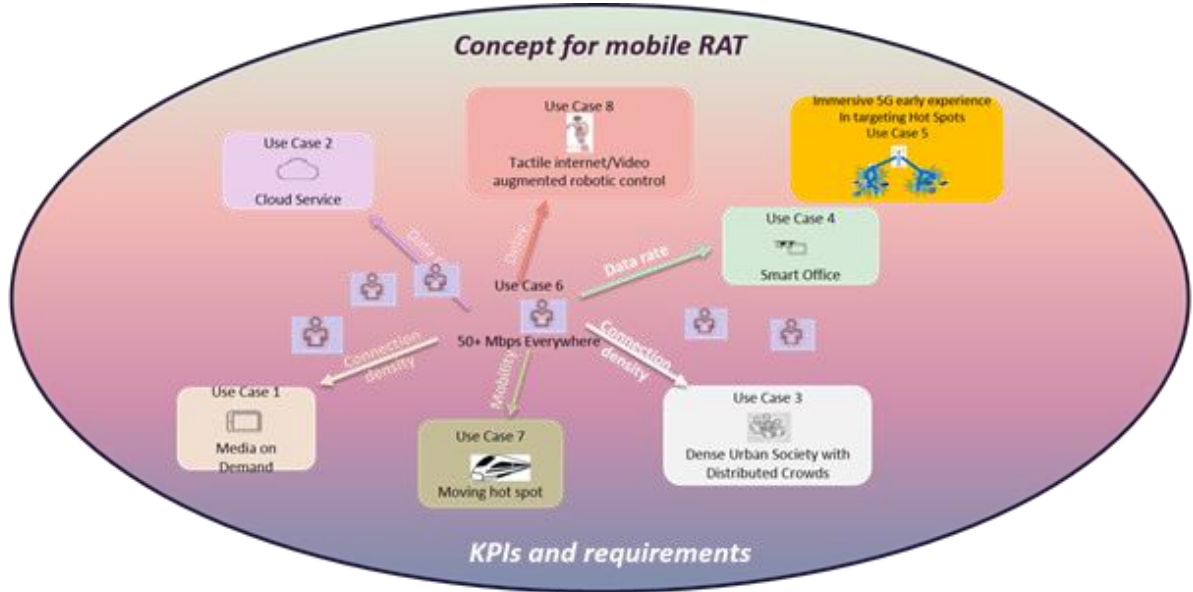 Concept for mobile RAT
Use Case 8
Tactile internet/Video
augmented robotic control
Immersive 5G early experience
In targeting Hot Spots
Use Case 5
Use Case 2
Cloud Service
Use Case 4
Smart Office
Data
Delay
Data rate
Use Case 6
50+ Mbps Everywhere
Connection
density
Mobility
Connection
density
Use Case 1
Media on
Demand
Use Case 7
Moving hot spot
Use Case 3
Dense Urban Society with
Distributed Crowds
KPIs and requirements